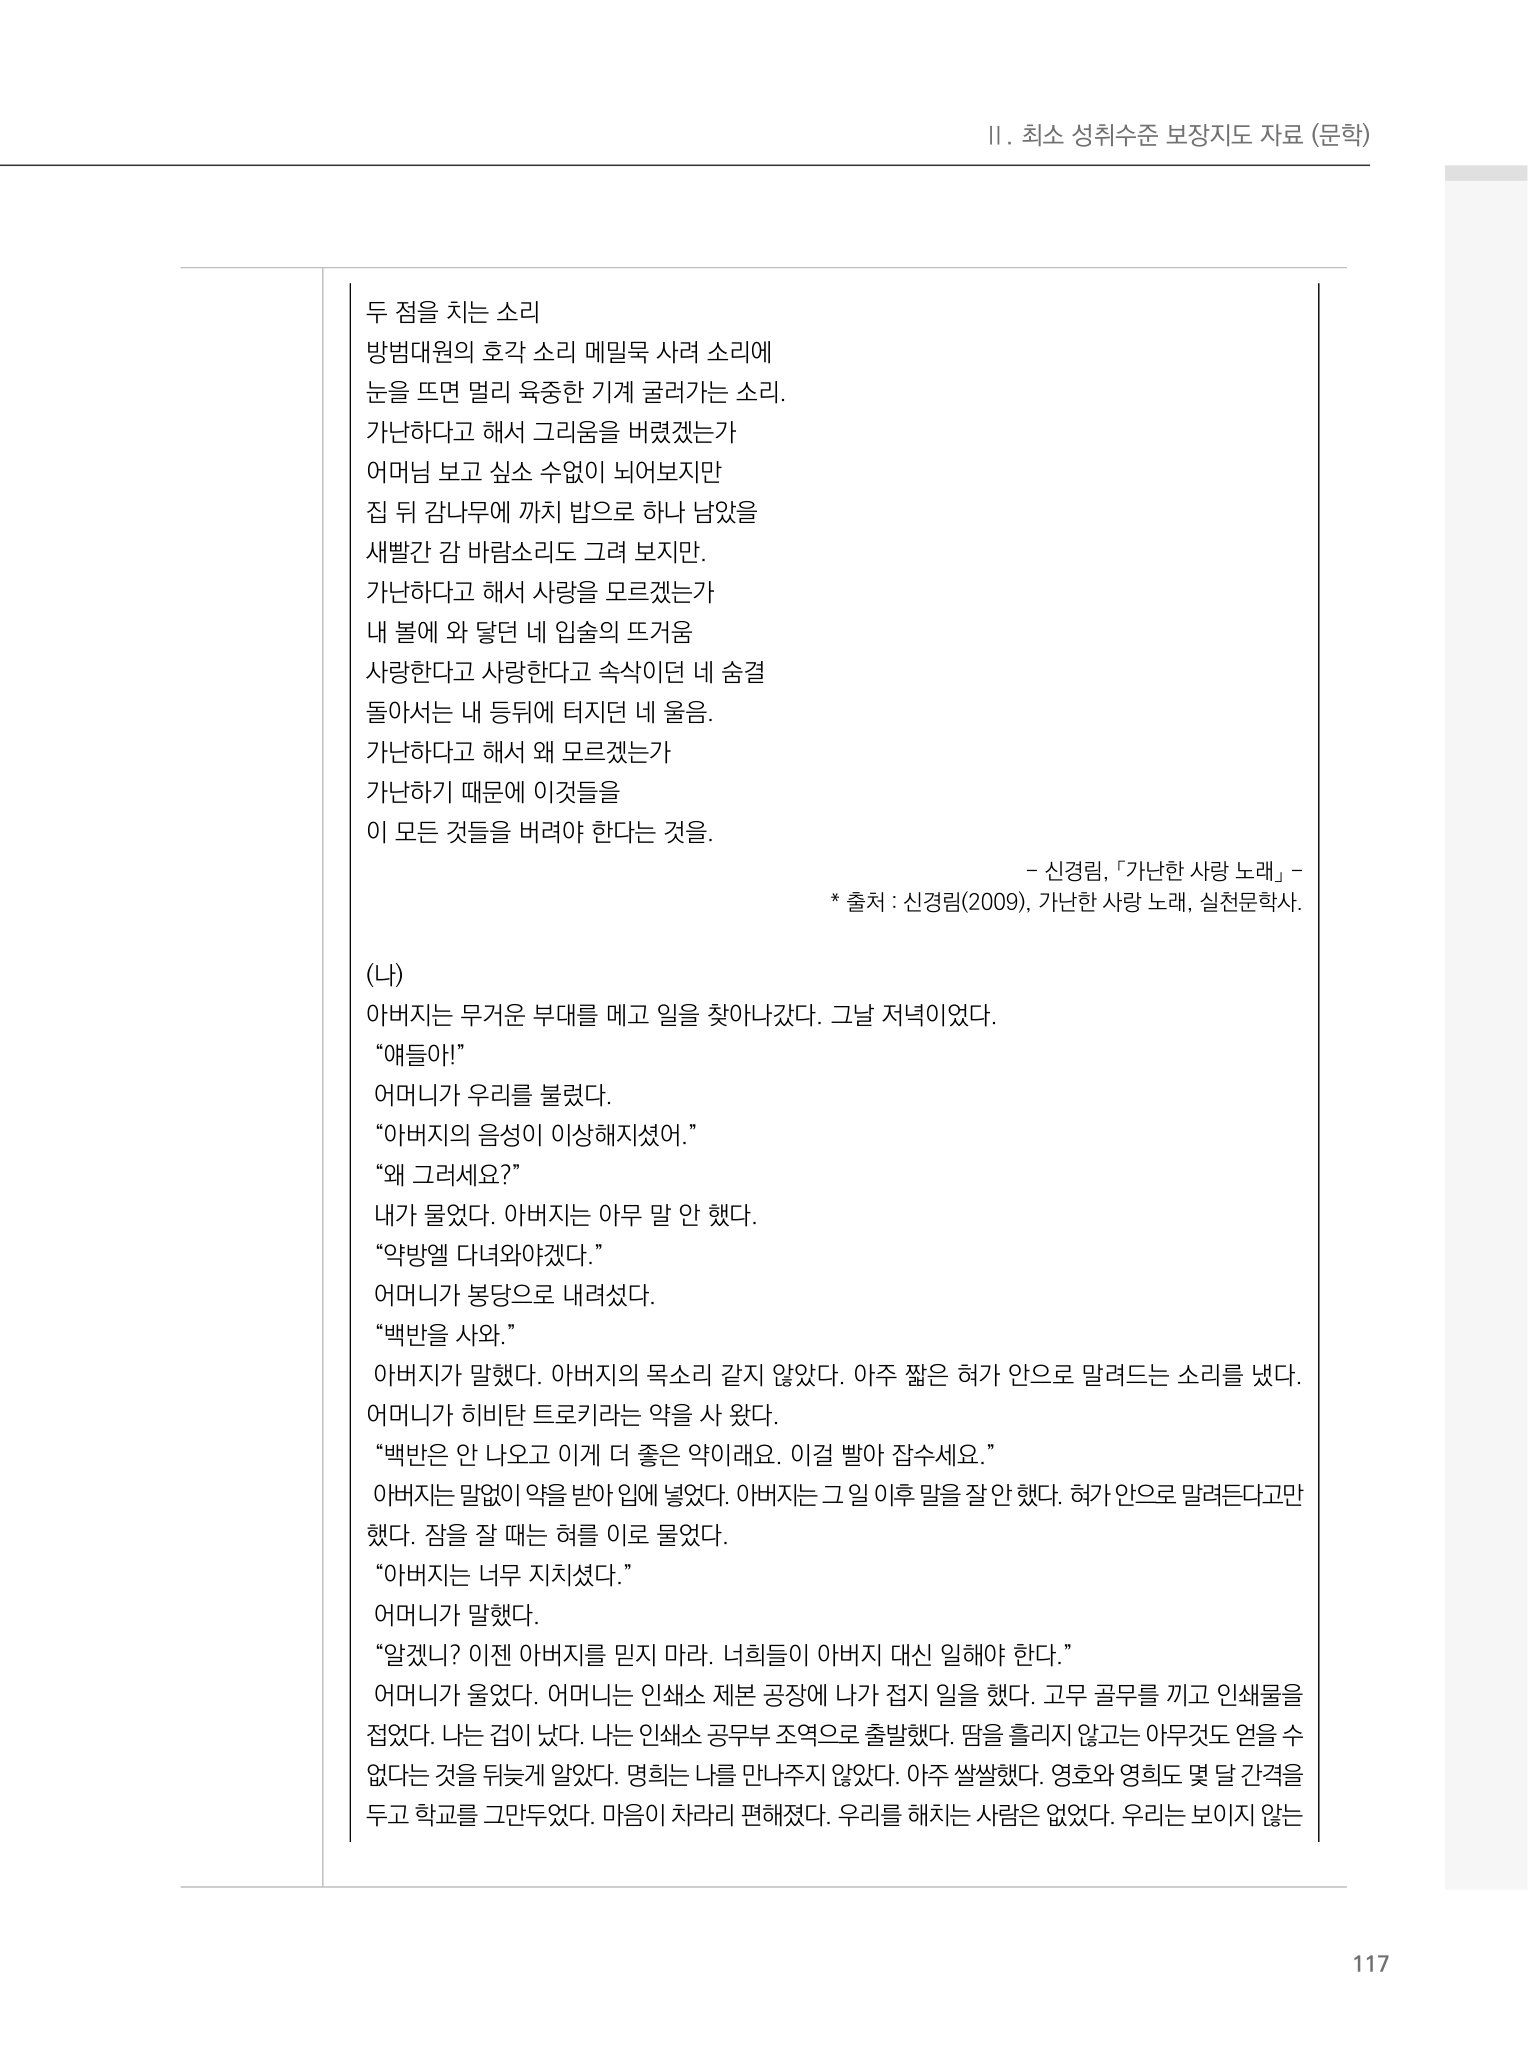 Ⅱ. 최소 성취수준 보장지도 자료 (문학)
두 점을 치는 소리
방범대원의 호각 소리 메밀묵 사려 소리에
눈을 뜨면 멀리 육중한 기계 굴러가는 소리.
가난하다고 해서 그리움을 버렸겠는가
어머님 보고 싶소 수없이 뇌어보지만
집 뒤 감나무에 까치 밥으로 하나 남았을
새빨간 감 바람소리도 그려 보지만.
가난하다고 해서 사랑을 모르겠는가
내 볼에 와 닿던 네 입술의 뜨거움
사랑한다고 사랑한다고 속삭이던 네 숨결
돌아서는 내 등뒤에 터지던 네 울음.
가난하다고 해서 왜 모르겠는가
가난하기 때문에 이것들을
이 모든 것들을 버려야 한다는 것을.
– 신경림, 「가난한 사랑 노래」 –
* 출처 : 신경림(2009), 가난한 사랑 노래, 실천문학사.
(나)
아버지는 무거운 부대를 메고 일을 찾아나갔다. 그날 저녁이었다.
“얘들아!”
어머니가 우리를 불렀다.
“아버지의 음성이 이상해지셨어.”
“왜 그러세요?”
내가 물었다. 아버지는 아무 말 안 했다.
“약방엘 다녀와야겠다.”
어머니가 봉당으로 내려섰다.
“백반을 사와.”
아버지가 말했다. 아버지의 목소리 같지 않았다. 아주 짧은 혀가 안으로 말려드는 소리를 냈다.
어머니가 히비탄 트로키라는 약을 사 왔다.
“백반은 안 나오고 이게 더 좋은 약이래요. 이걸 빨아 잡수세요.”
아버지는 말없이 약을 받아 입에 넣었다. 아버지는 그 일 이후 말을 잘 안 했다. 혀가 안으로 말려든다고만
했다. 잠을 잘 때는 혀를 이로 물었다.
“아버지는 너무 지치셨다.”
어머니가 말했다.
“알겠니? 이젠 아버지를 믿지 마라. 너희들이 아버지 대신 일해야 한다.”
어머니가 울었다. 어머니는 인쇄소 제본 공장에 나가 접지 일을 했다. 고무 골무를 끼고 인쇄물을
접었다. 나는 겁이 났다. 나는 인쇄소 공무부 조역으로 출발했다. 땀을 흘리지 않고는 아무것도 얻을 수
없다는 것을 뒤늦게 알았다. 명희는 나를 만나주지 않았다. 아주 쌀쌀했다. 영호와 영희도 몇 달 간격을
두고 학교를 그만두었다. 마음이 차라리 편해졌다. 우리를 해치는 사람은 없었다. 우리는 보이지 않는
117